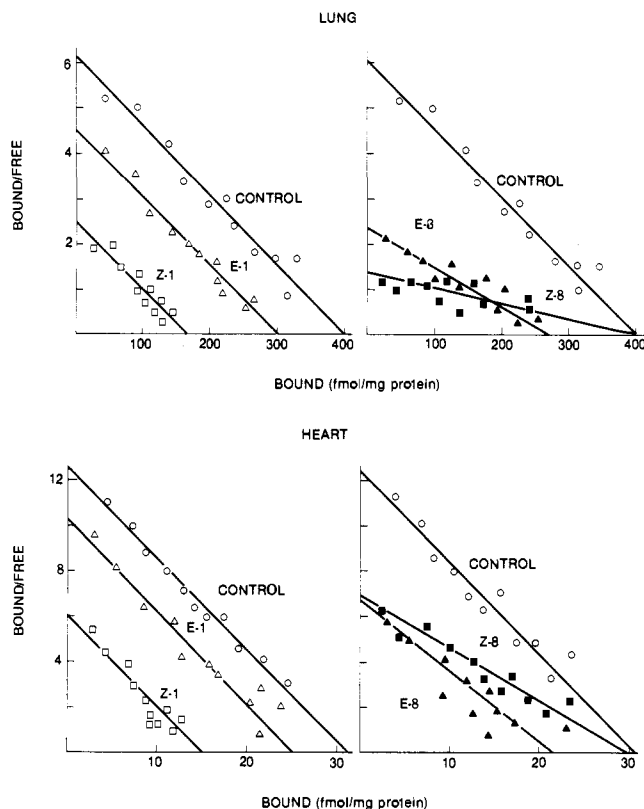 LUNG
6
4
2
BOUND/FREE
CONTROL
E-1
Z-1
100
200
300
400
CONTROL
E-8
Z-8
100
200
300
400
BOUND (fmol/mg protein)
HEART
12
8
4
BOUND/FREE
CONTROL
E-1
Z-1
10
20
30
CONTROL
Z-8
E-8
10
20
30
BOUND (fmol/mg protein)